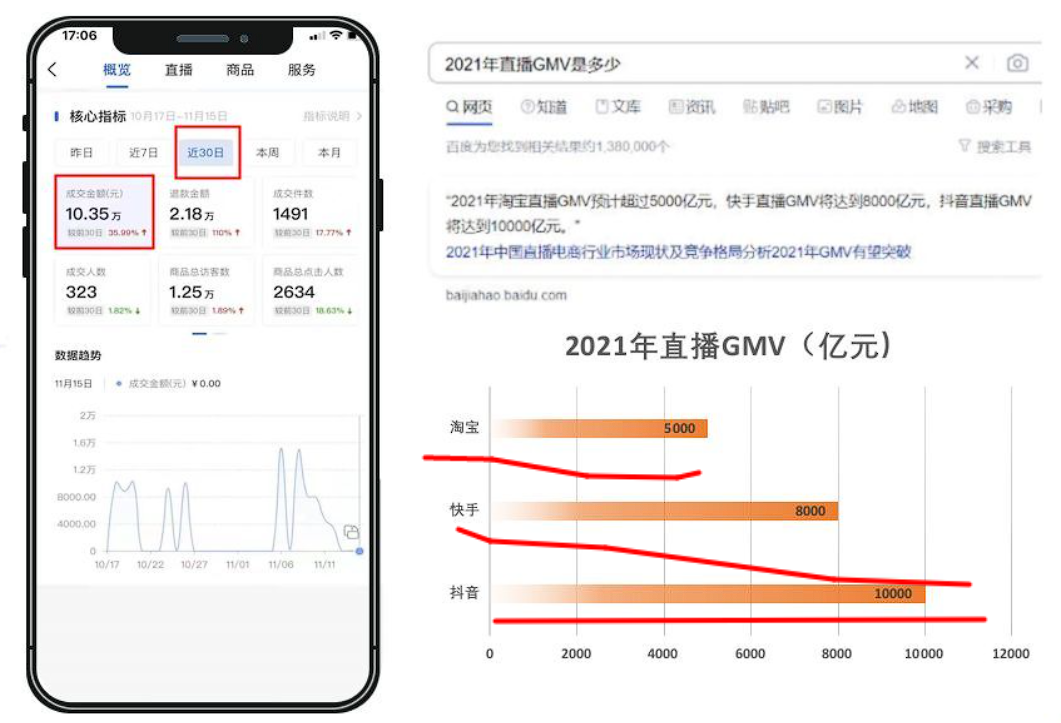 17:06
概览 直播 商品 服务
核心指标 10月17日-11月15日 指标说明 >
昨日 近7日 近30日 本周 本月
成交金额(元) 退款金额 成交件数
10.35万 2.18万 1491
较前30日 35.99% ↑ 较前30日 110% ↑ 较前30日 17.77% ↑
成交人数 商品总访客数 商品总点击人数
323 1.25万 2634
较前30日 1.82% ↓ 较前30日 1.89% ↑ 较前30日 18.63% ↓
数据趋势
11月15日 成交金额(元) ¥0.00
2万
1.6万
1.2万
8000.00
4000.00
0
10/17 10/22 10/27 11/01 11/06 11/11
2021年直播GMV是多少
网页 知道 文库 资讯 贴吧 图片 地图 采购
百度为您找到相关结果约1,380,000个 搜索工具
“2021年淘宝直播GMV预计超过5000亿元，快手直播GMV将达到8000亿元，抖音直播GMV
将达到10000亿元。”
2021年中国直播电商行业市场现状及竞争格局分析2021年GMV有望突破
baijiahao.baidu.com
2021年直播GMV（亿元）
淘宝 5000
快手 8000
抖音 10000
0 2000 4000 6000 8000 10000 12000